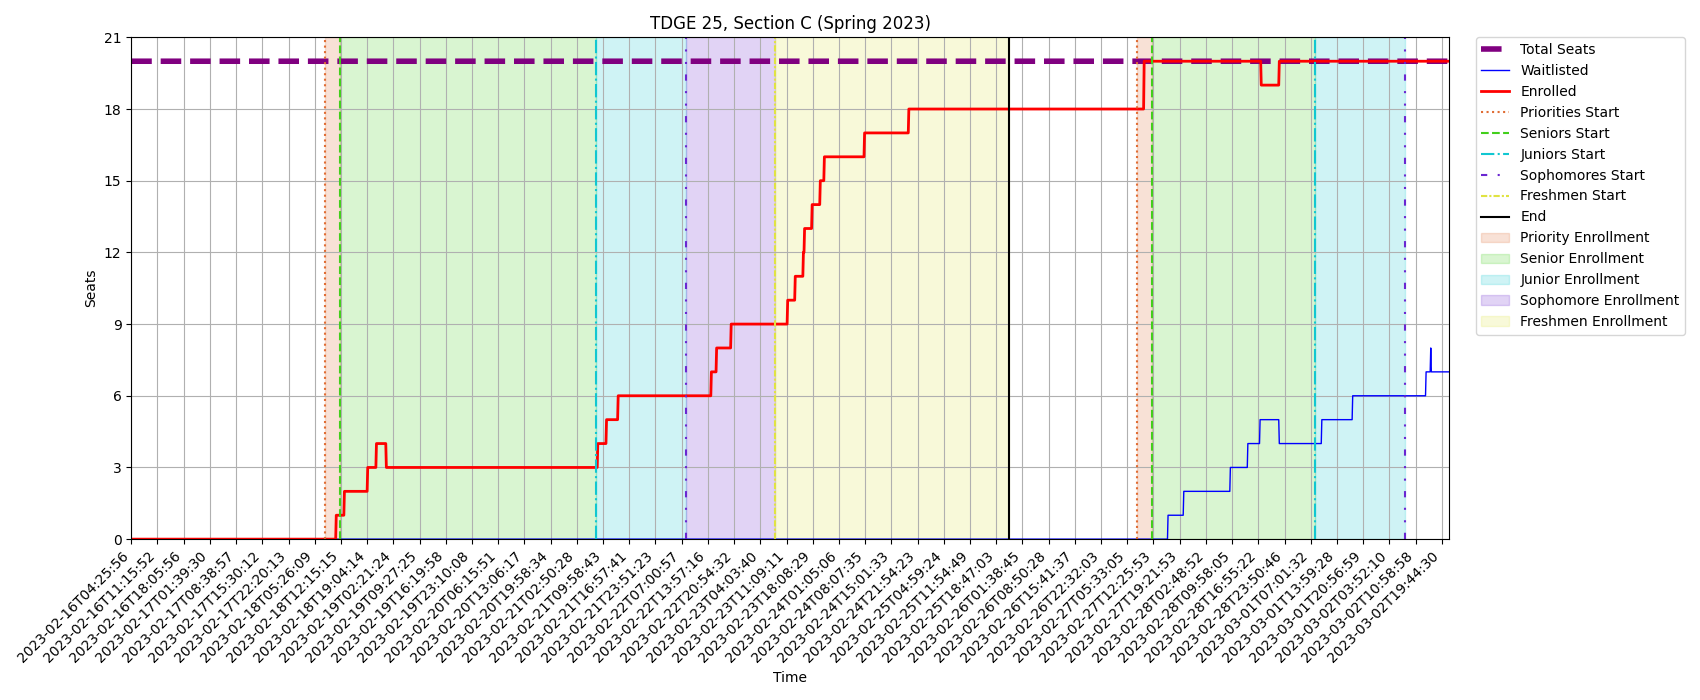 TDGE 25, Section C (Spring 2023)
21
18
15
12
9
6
3
0
Seats
2023-02-16T04:25:56
2023-02-16T11:15:52
2023-02-16T18:05:56
2023-02-17T01:39:30
2023-02-17T08:38:57
2023-02-17T15:30:12
2023-02-17T22:20:13
2023-02-18T05:26:09
2023-02-18T12:15:15
2023-02-18T19:04:14
2023-02-19T02:21:24
2023-02-19T09:27:25
2023-02-19T16:19:58
2023-02-19T23:10:09
2023-02-20T06:15:51
2023-02-20T13:06:17
2023-02-20T19:58:34
2023-02-21T02:50:28
2023-02-21T09:58:43
2023-02-21T16:57:41
2023-02-21T23:51:23
2023-02-22T07:00:57
2023-02-22T13:57:16
2023-02-22T20:54:32
2023-02-23T04:03:40
2023-02-23T11:09:11
2023-02-23T18:08:29
2023-02-24T01:05:06
2023-02-24T08:07:35
2023-02-24T15:01:33
2023-02-24T21:54:23
2023-02-25T04:59:24
2023-02-25T11:54:49
2023-02-25T18:47:03
2023-02-26T01:38:45
2023-02-26T08:50:28
2023-02-26T15:41:37
2023-02-26T22:32:03
2023-02-27T05:33:05
2023-02-27T12:25:53
2023-02-27T19:21:53
2023-02-28T02:48:52
2023-02-28T09:58:05
2023-02-28T16:55:22
2023-02-28T23:50:46
2023-03-01T07:01:32
2023-03-01T13:59:28
2023-03-01T20:56:59
2023-03-02T03:52:10
2023-03-02T10:58:58
2023-03-02T19:44:30
Time
Total Seats
Waitlisted
Enrolled
Priorities Start
Seniors Start
Juniors Start
Sophomores Start
Freshmen Start
End
Priority Enrollment
Senior Enrollment
Junior Enrollment
Sophomore Enrollment
Freshmen Enrollment